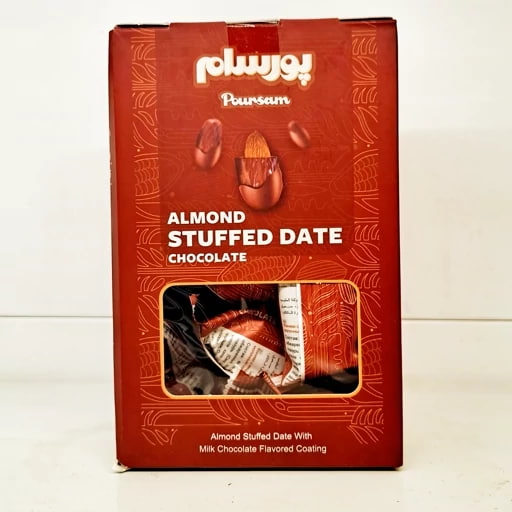 پورسام
Poursam
ALMOND
STUFFED DATE
CHOCOLATE
Almond Stuffed Date With
Milk Chocolate Flavored Coating